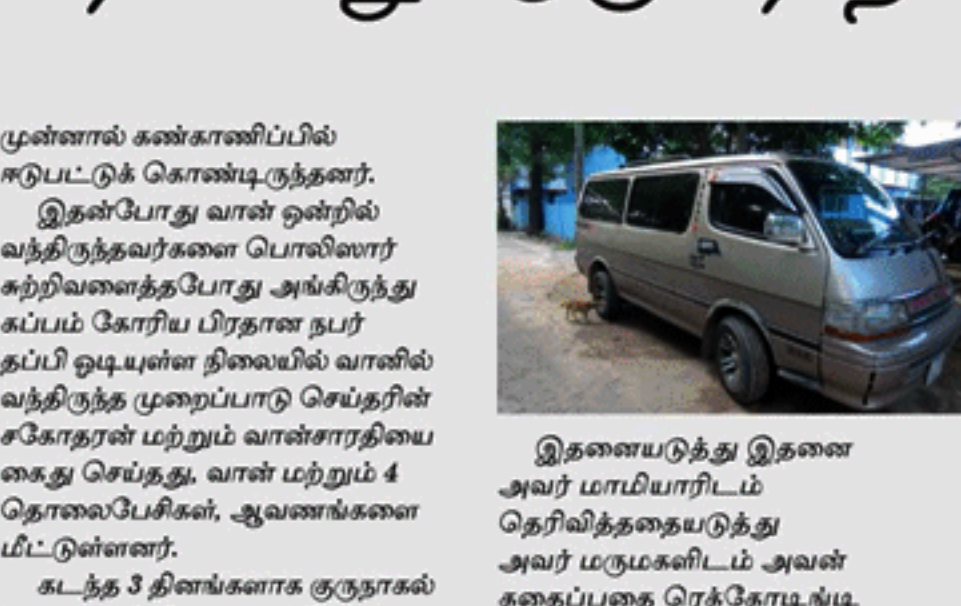 முன்னால் கண்காணிப்பில்
ஈடுபட்டுக் கொண்டிருந்தனர்.
இதன்போது வான் ஒன்றில்
வந்திருந்தவர்களை பொலிஸார்
சுற்றிவளைத்தபோது அங்கிருந்து
கப்பம் கோரிய பிரதான நபர்
தப்பி ஓடியுள்ள நிலையில் வானில்
வந்திருந்த முறைப்பாடு செய்தரின்
சகோதரன் மற்றும் வான்சாரதியை
கைது செய்தது, வான் மற்றும் 4
தொலைபேசிகள், ஆவணங்களை
மீட்டுள்ளனர்.
கடந்த 3 தினங்களாக குருநாகல்
இதனையடுத்து இதனை
அவர் மாமியாரிடம்
தெரிவித்ததையடுத்து
அவர் மருமகளிடம் அவன்
கதைப்பதை ரெக்கோடிங்டி